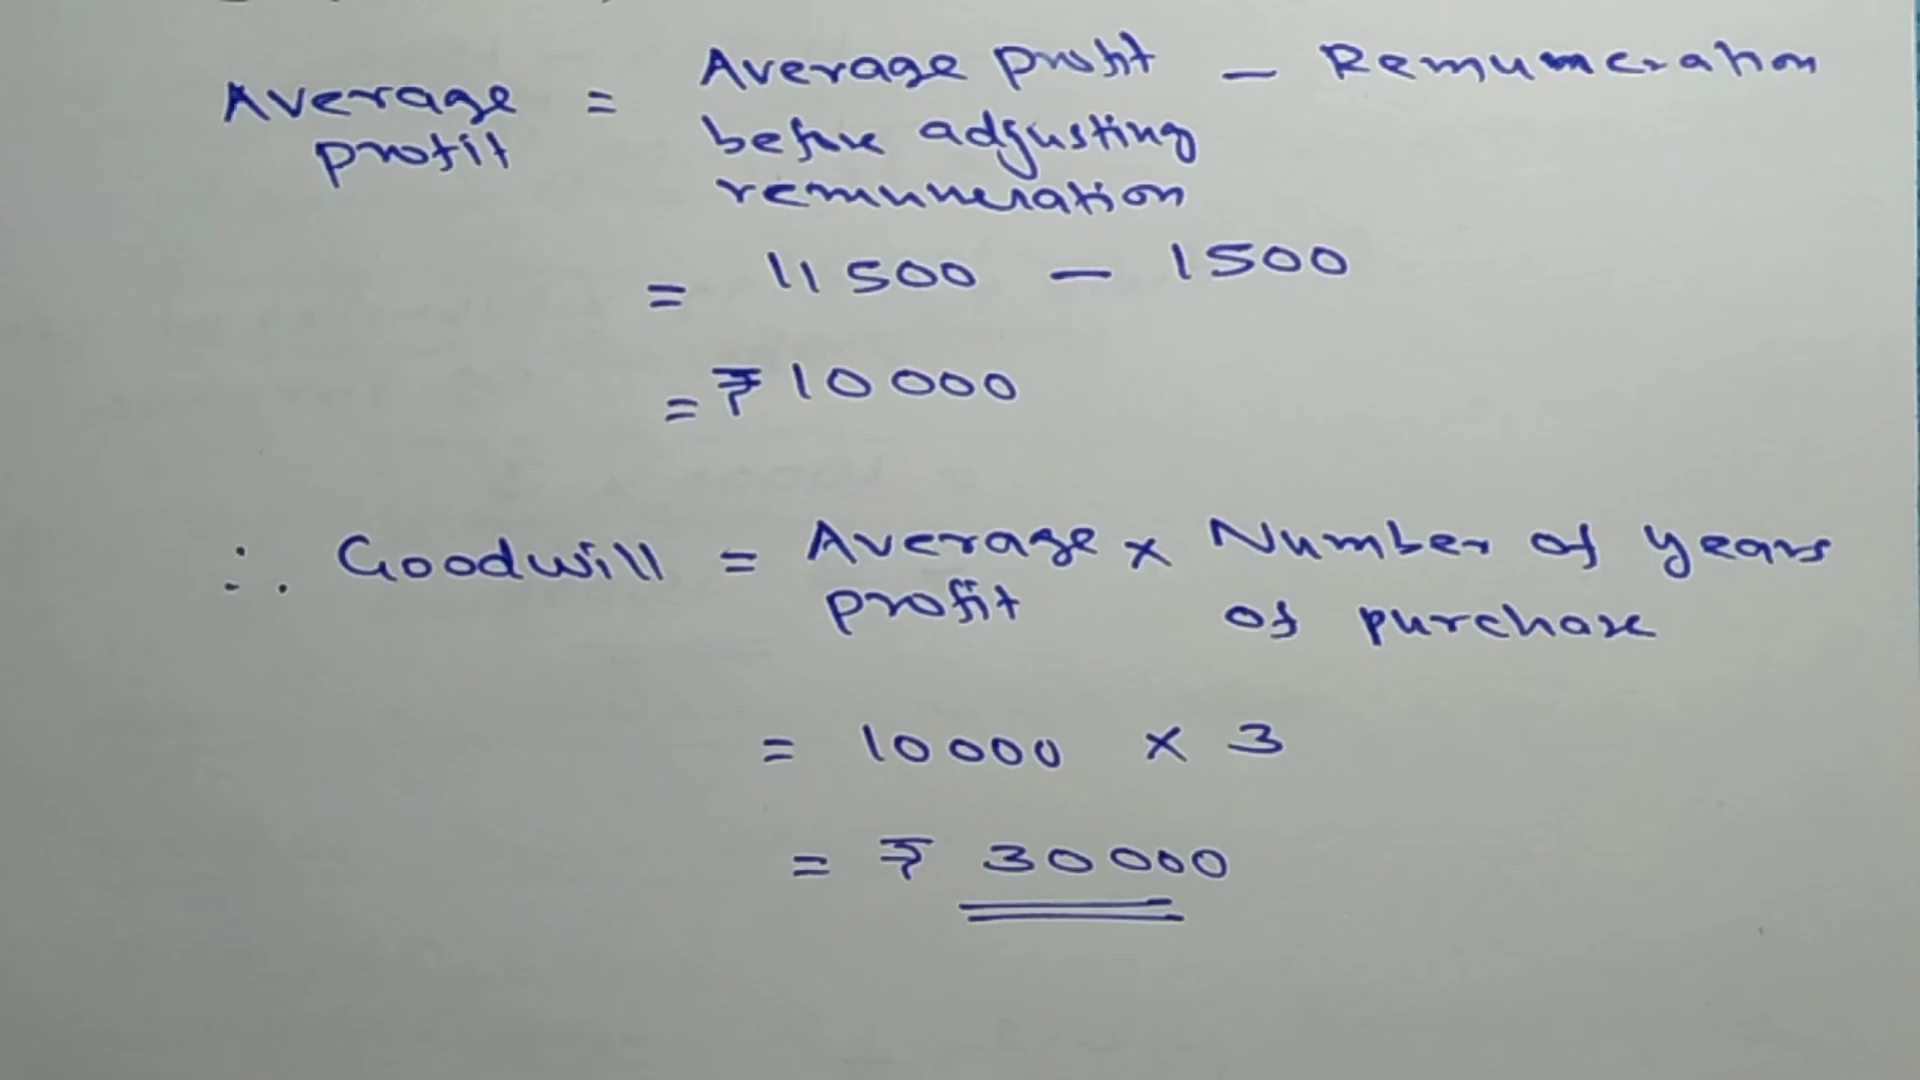 Average profit = Average profit before adjusting remuneration - Remuneration
= 11500 - 1500
= ₹ 10000
∴ Goodwill = Average profit × Number of years of purchase
= 10000 × 3
= ₹ 30000